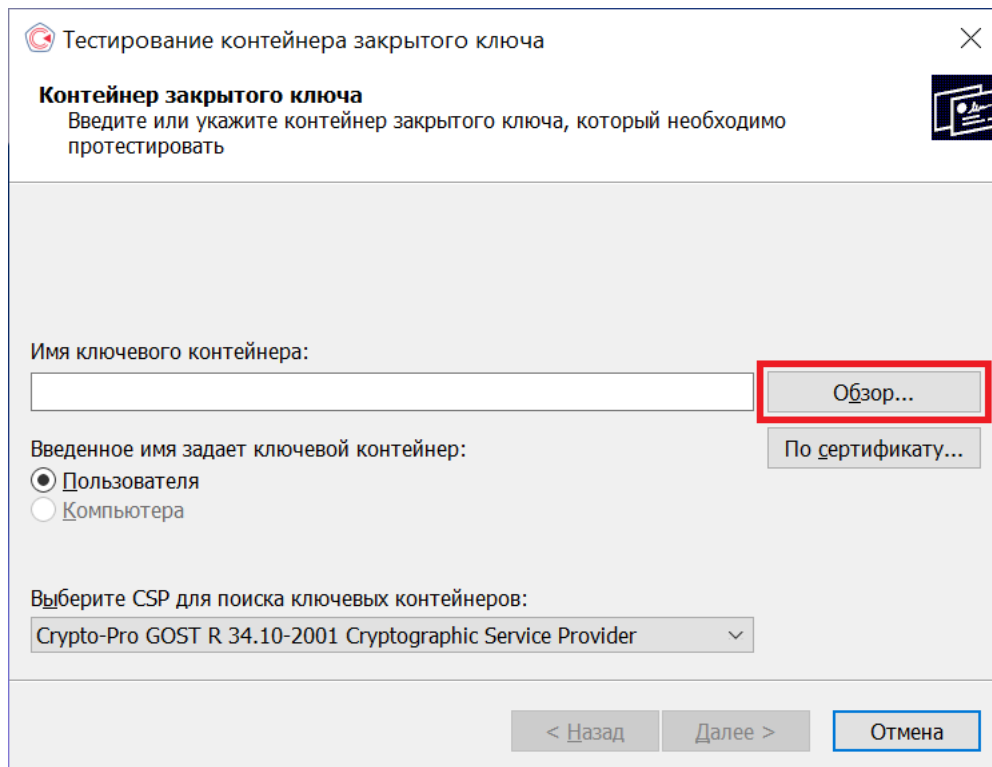 Тестирование контейнера закрытого ключа
Контейнер закрытого ключа
Введите или укажите контейнер закрытого ключа, который необходимо
протестировать
Имя ключевого контейнера:
Обзор...
Введенное имя задает ключевой контейнер:
По сертификату...
Пользователя
Компьютера
Выберите CSP для поиска ключевых контейнеров:
Crypto-Pro GOST R 34.10-2001 Cryptographic Service Provider
< Назад
Далее >
Отмена